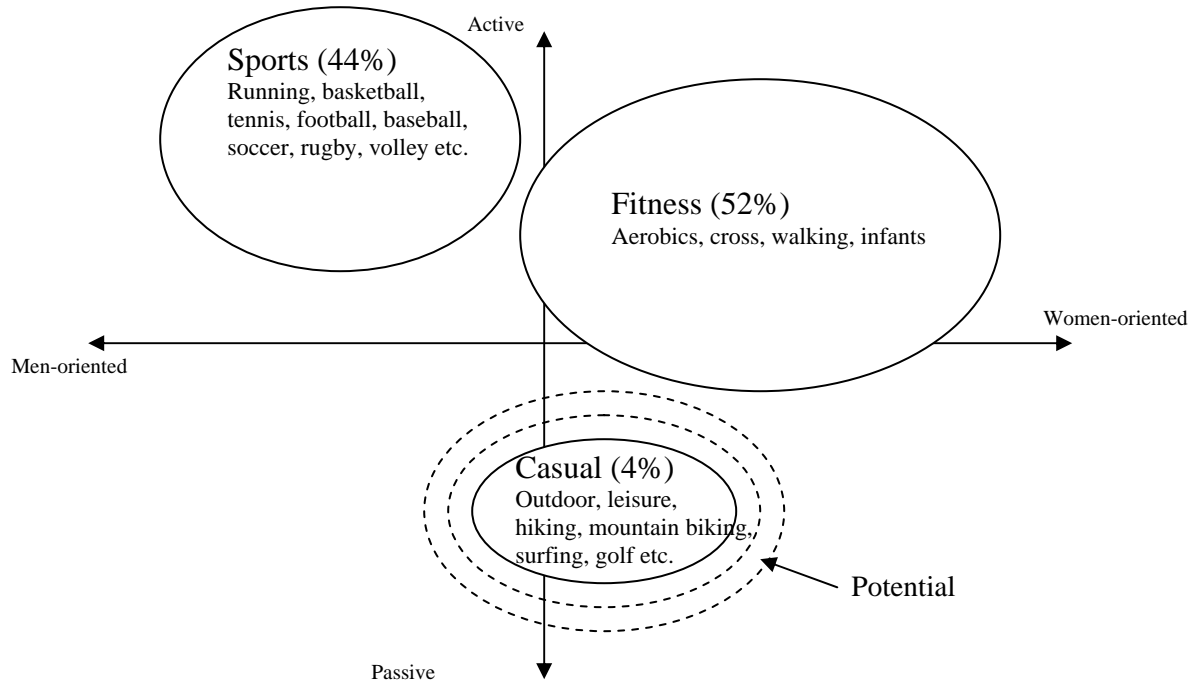 Active
Sports (44%)
Running, basketball,
tennis, football, baseball,
soccer, rugby, volley etc.
Fitness (52%)
Aerobics, cross, walking, infants
Women-oriented
Men-oriented
Casual (4%)
Outdoor, leisure,
hiking, mountain biking,
surfing, golf etc.
Potential
Passive